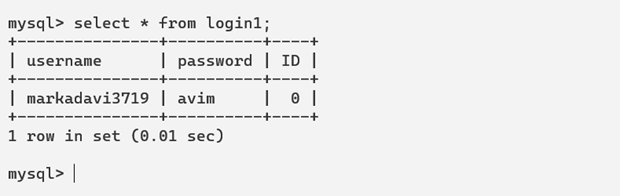 mysql> select * from login1;
+---------------+----------+----+
| username      | password | ID |
+---------------+----------+----+
| markadavi3719 | avim     |  0 |
+---------------+----------+----+
1 row in set (0.01 sec)
mysql>